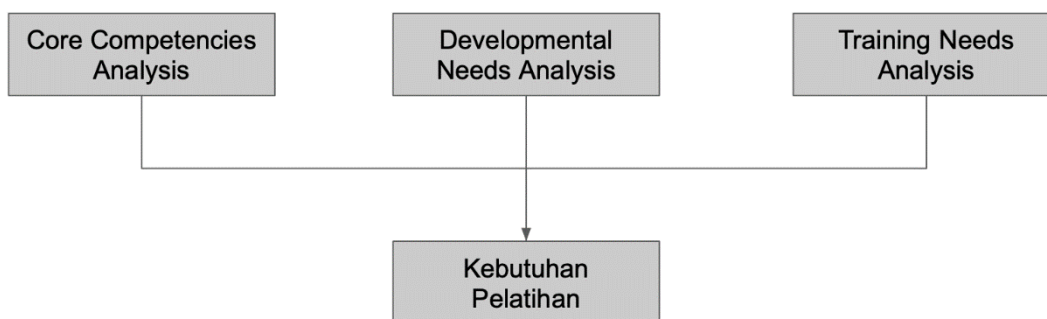 Core Competencies
Analysis
Developmental
Needs Analysis
Training Needs
Analysis
Kebutuhan
Pelatihan